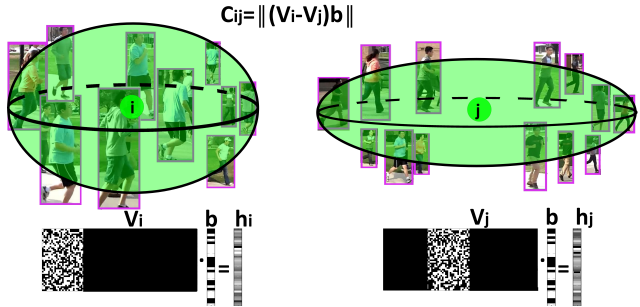 Cij=‖(Vi-Vj)b‖
i
j
Vi b hi
· =
Vj b hj
· =